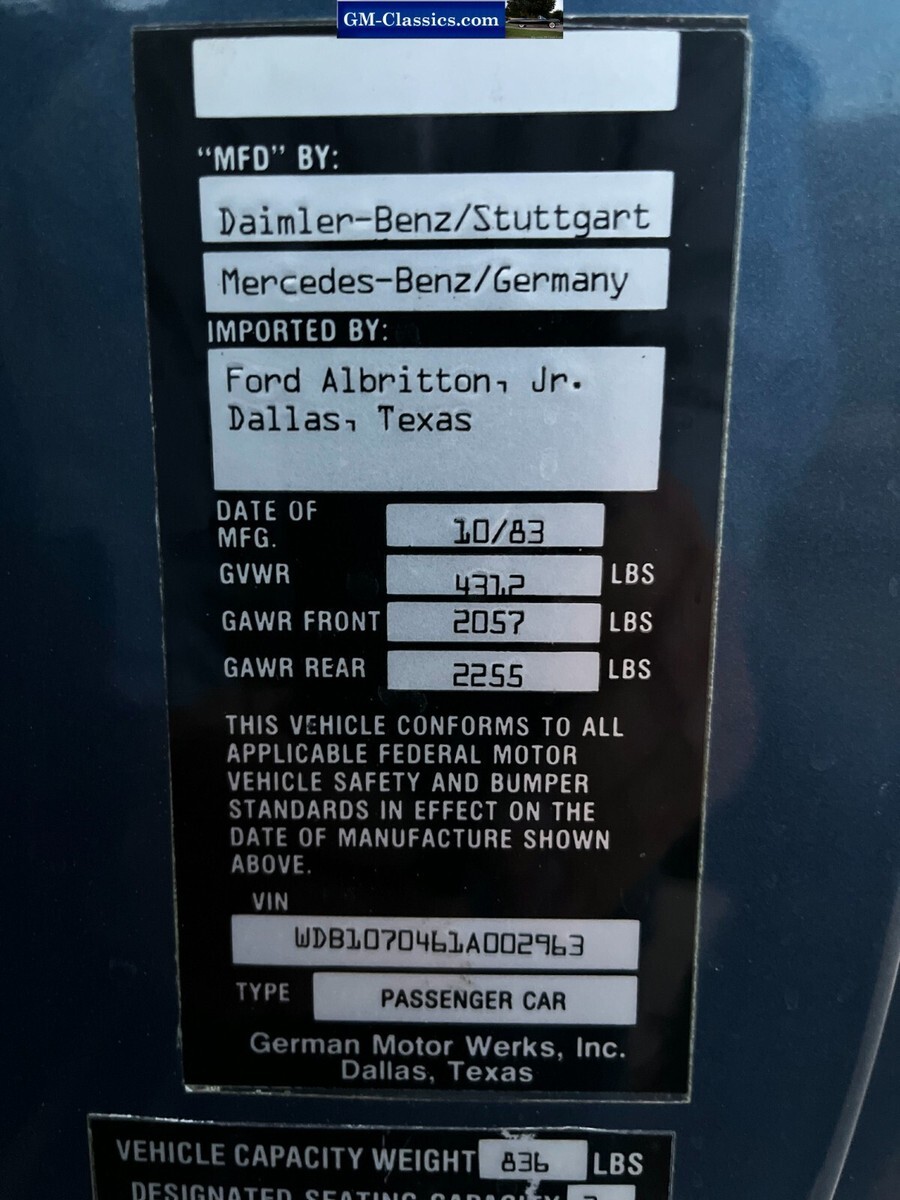 GM-Classics.com
"MFD" BY:
Daimler-Benz/Stuttgart
Mercedes-Benz/Germany
IMPORTED BY:
Ford Albritton, Jr.
Dallas, Texas
DATE OF
MFG. 10/83
GVWR 4312 LBS
GAWR FRONT 2057 LBS
GAWR REAR 2255 LBS
THIS VEHICLE CONFORMS TO ALL
APPLICABLE FEDERAL MOTOR
VEHICLE SAFETY AND BUMPER
STANDARDS IN EFFECT ON THE
DATE OF MANUFACTURE SHOWN
ABOVE.
VIN
WDB1070461A002963
TYPE PASSENGER CAR
German Motor Werks, Inc.
Dallas, Texas
VEHICLE CAPACITY WEIGHT 836 LBS
DESIGNATED SEATING CAPACITY